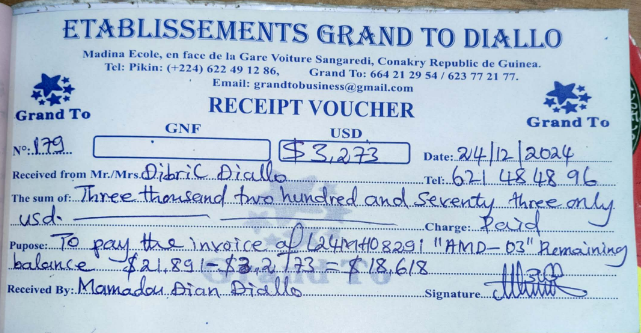 ETABLISSEMENTS GRAND TO DIALLO
Madina Ecole, en face de la Gare Voiture Sangaredi, Conakry Republic de Guinea.
Tel: Pikin: (+224) 622 49 12 86, Grand To: 664 21 29 54 / 623 77 21 77.
Email: grandtobusiness@gmail.com
Grand To
RECEIPT VOUCHER
Grand To
GNF USD
Nº: 179 $3,273 Date: 24/12/2024
Received from Mr./Mrs. Dibril Diallo Tel: 621 48 48 96
The sum of: Three thousand two hundred and seventy three only
usd. Charge: Paid
Pupose: To pay the invoice of L24MH08291 "AMD-03" Remaining
balance $21,891 - $3,273 = $18,618
Grand To
Received By: Mamadou Dian Diallo Signature